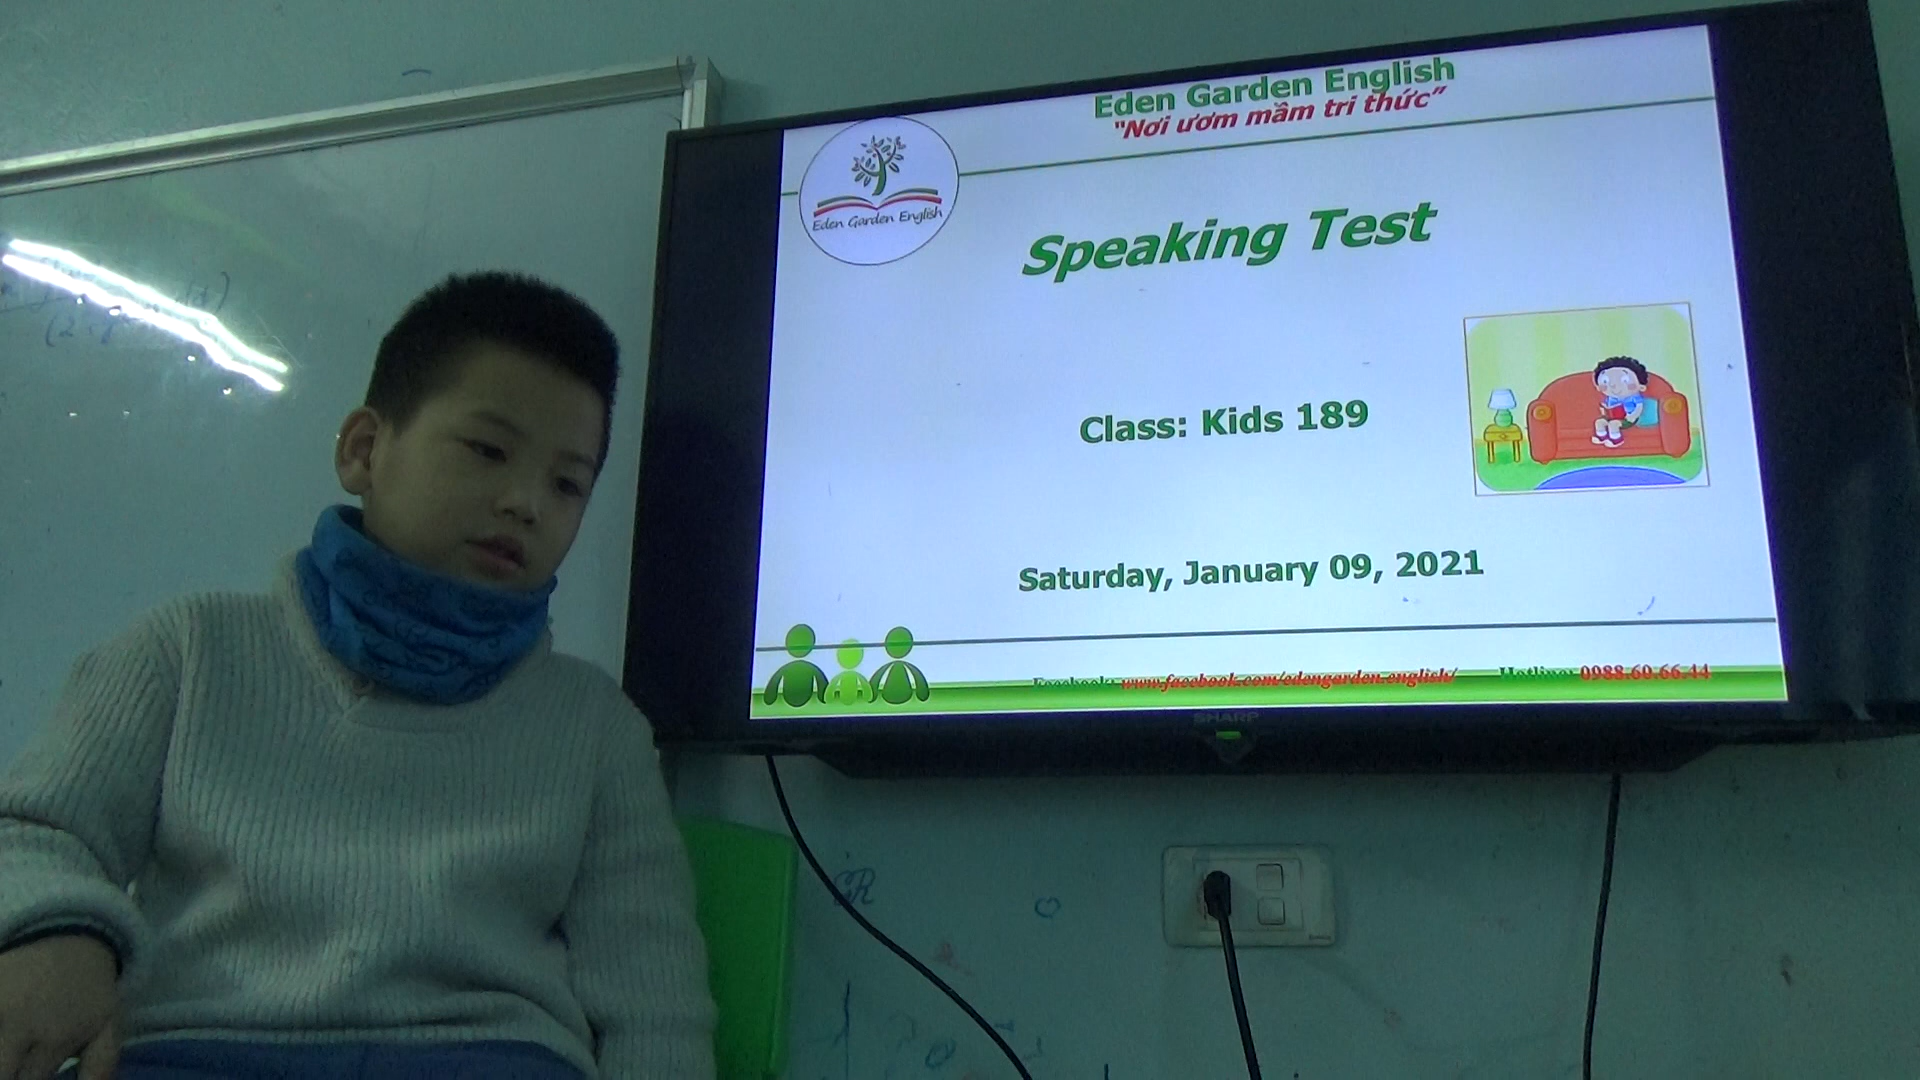 Eden Garden English
"Nơi ươm mầm tri thức"
Eden Garden English
Speaking Test
Class: Kids 189
Saturday, January 09, 2021
Facebook: www.facebook.com/edengarden.english/ Hotline: 0988.60.66.44
SHARP